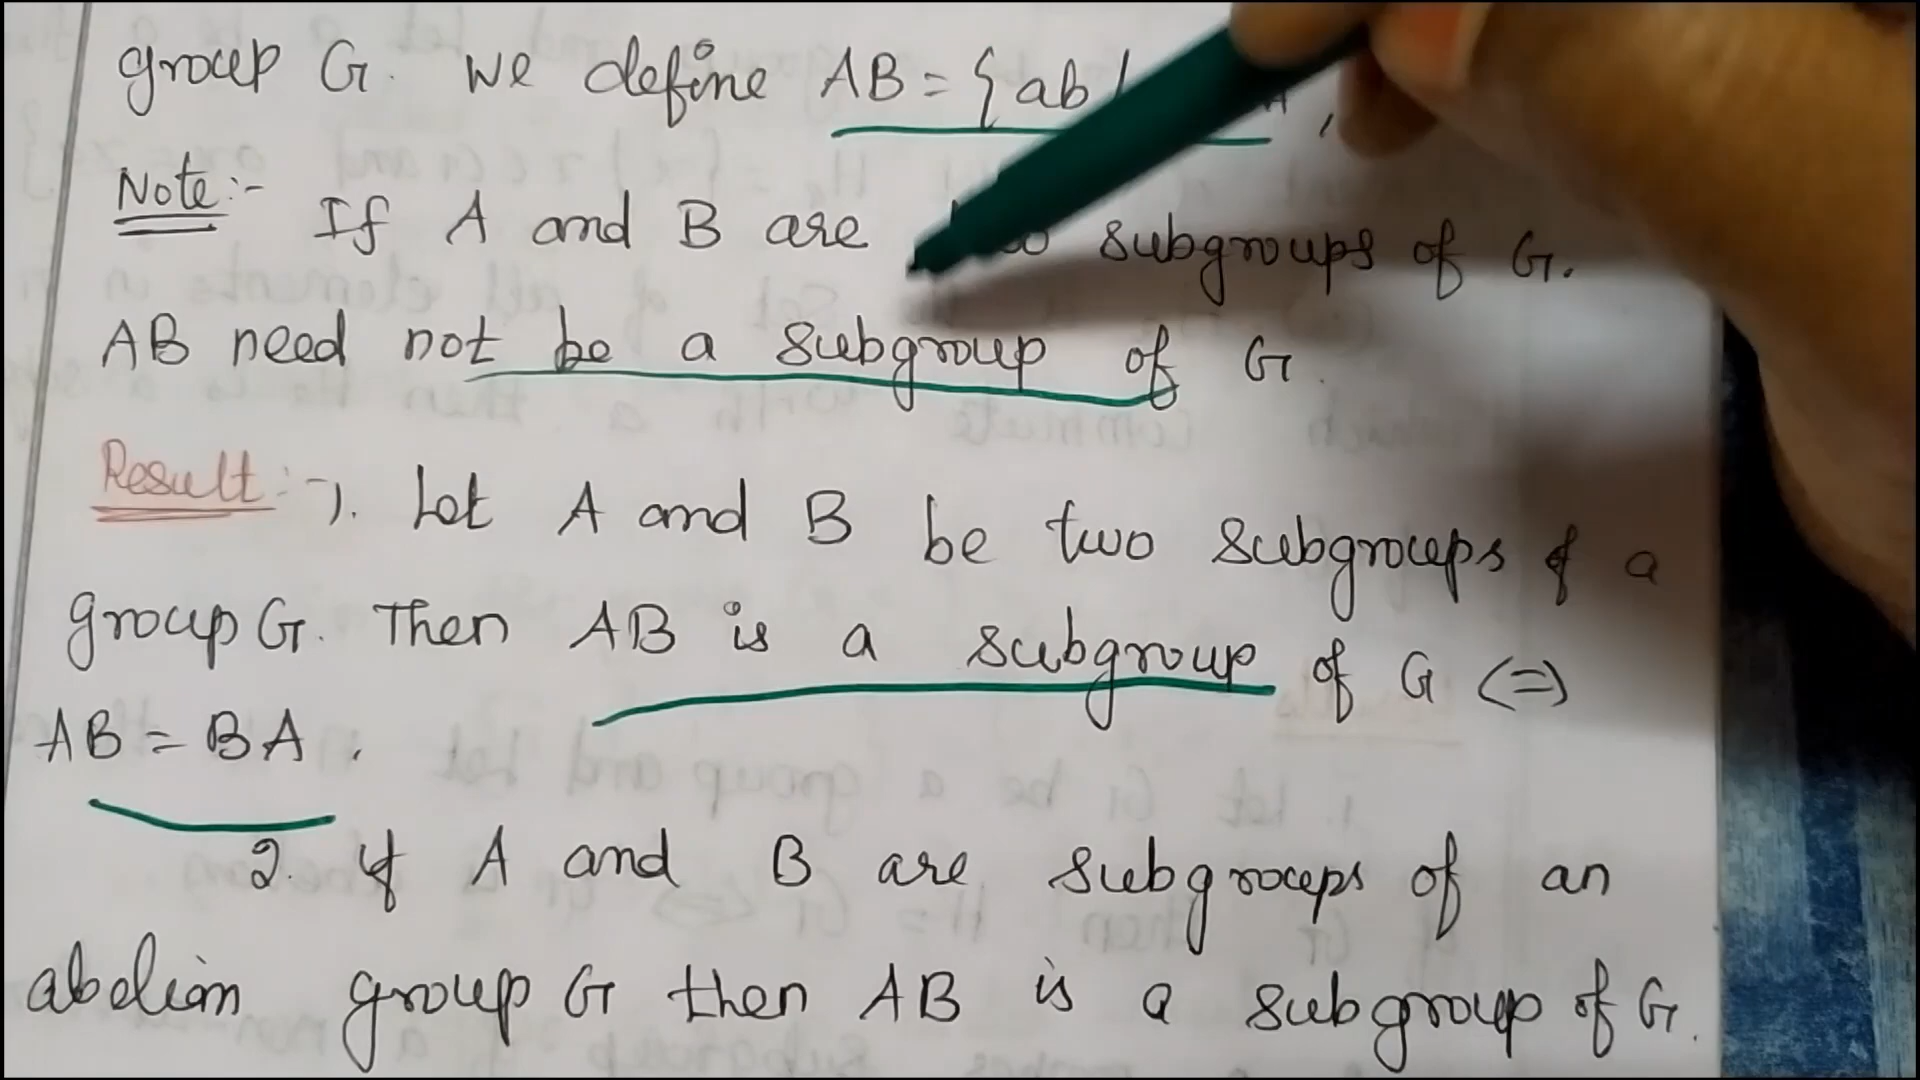 group G. we define AB = {ab/ A,
Note:- If A and B are two subgroups of G.
AB need not be a subgroup of G.
Result:- 1. Let A and B be two subgroups of a
group G. Then AB is a subgroup of G <=>
AB = BA.
2. if A and B are subgroups of an
abelian group G then AB is a subgroup of G.